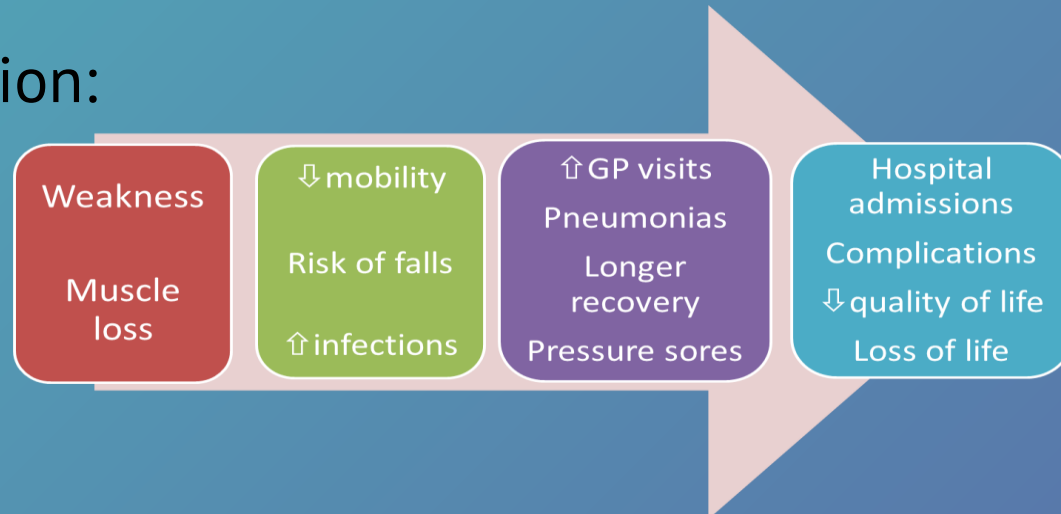 ion:
Weakness
Muscle
loss
⇩mobility
Risk of falls
⇧infections
⇧GP visits
Pneumonias
Longer
recovery
Pressure sores
Hospital
admissions
Complications
⇩quality of life
Loss of life